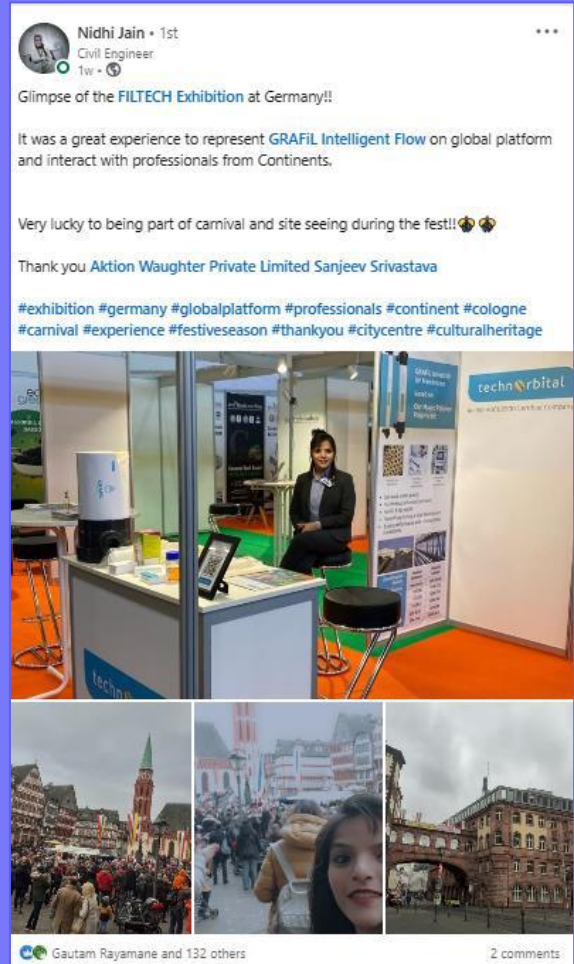 Nidhi Jain • 1st
Civil Engineer
1w •
Glimpse of the FILTECH Exhibition at Germany!!
It was a great experience to represent GRAFiL Intelligent Flow on global platform
and interact with professionals from Continents.
Very lucky to being part of carnival and site seeing during the fest!!
Thank you Aktion Waughter Private Limited Sanjeev Srivastava
#exhibition #germany #globalplatform #professionals #continent #cologne
#carnival #experience #festiveseason #thankyou #citycentre #culturalheritage
technorbital
techno
Gautam Rayamane and 132 others
2 comments